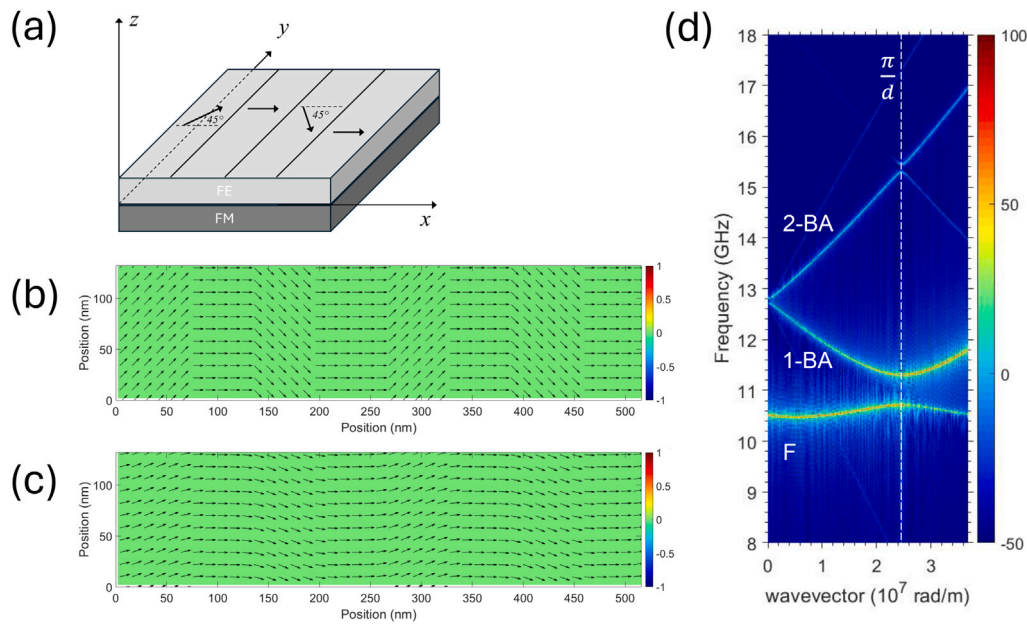 (a)
z
y
45°
45°
FE
FM
x
(b)
Position (nm)
100
50
0
0 50 100 150 200 250 300 350 400 450 500
Position (nm)
1
0.5
0
-0.5
-1
(c)
Position (nm)
100
50
0
0 50 100 150 200 250 300 350 400 450 500
Position (nm)
1
0.5
0
-0.5
-1
(d)
Frequency (GHz)
18
17
16
15
14
13
12
11
10
9
8
π/d
2-BA
1-BA
F
0 1 2 3
wavevector (10⁷ rad/m)
100
50
0
-50